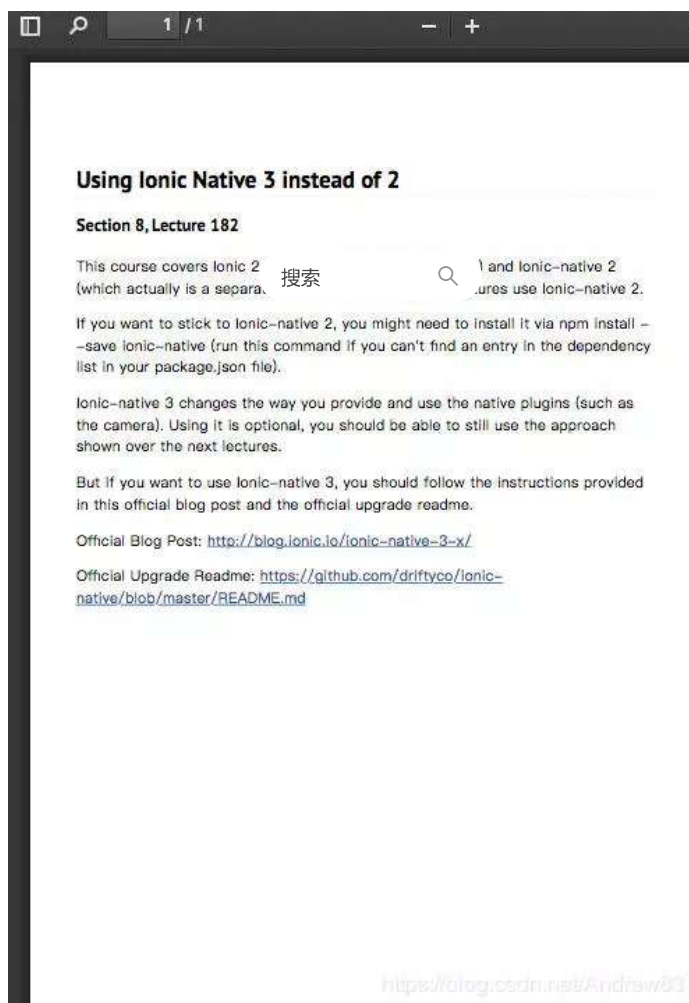 1 / 1
Using Ionic Native 3 instead of 2
Section 8, Lecture 182
This course covers Ionic 2 and Ionic-native 2
搜索
(which actually is a use Ionic-native 2.
If you want to stick to Ionic-native 2, you might need to install it via npm install -
-save ionic-native (run this command if you can't find an entry in the dependency
list in your package.json file).
Ionic-native 3 changes the way you provide and use the native plugins (such as
the camera). Using it is optional, you should be able to still use the approach
shown over the next lectures.
But if you want to use Ionic-native 3, you should follow the instructions provided
in this official blog post and the official upgrade readme.
Official Blog Post: http://blog.ionic.io/ionic-native-3-x/
Official Upgrade Readme: https://github.com/driftyco/ionic-
native/blob/master/README.md
https://blog.csdn.net/Andrew63